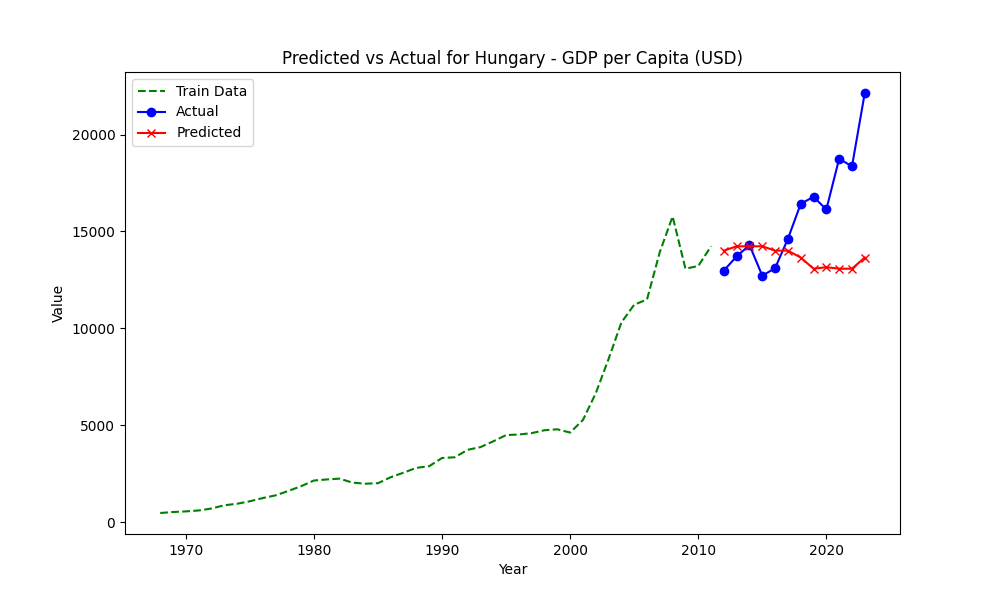 Predicted vs Actual for Hungary - GDP per Capita (USD)
Train Data
Actual
Predicted
Value
20000
15000
10000
5000
0
1970 1980 1990 2000 2010 2020
Year